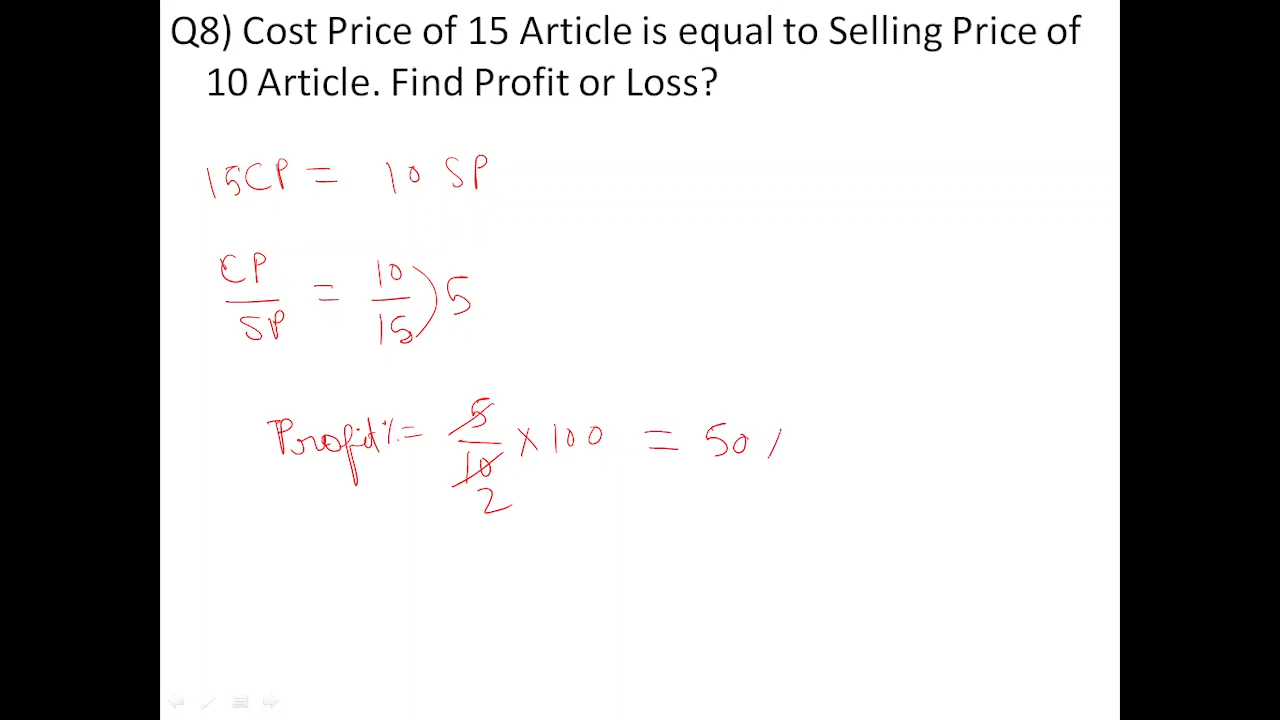 Q8) Cost Price of 15 Article is equal to Selling Price of
10 Article. Find Profit or Loss?
15CP = 10 SP
CP/SP = 10/15 ) 5
Profit% = 5/10 × 100 = 50 /
2